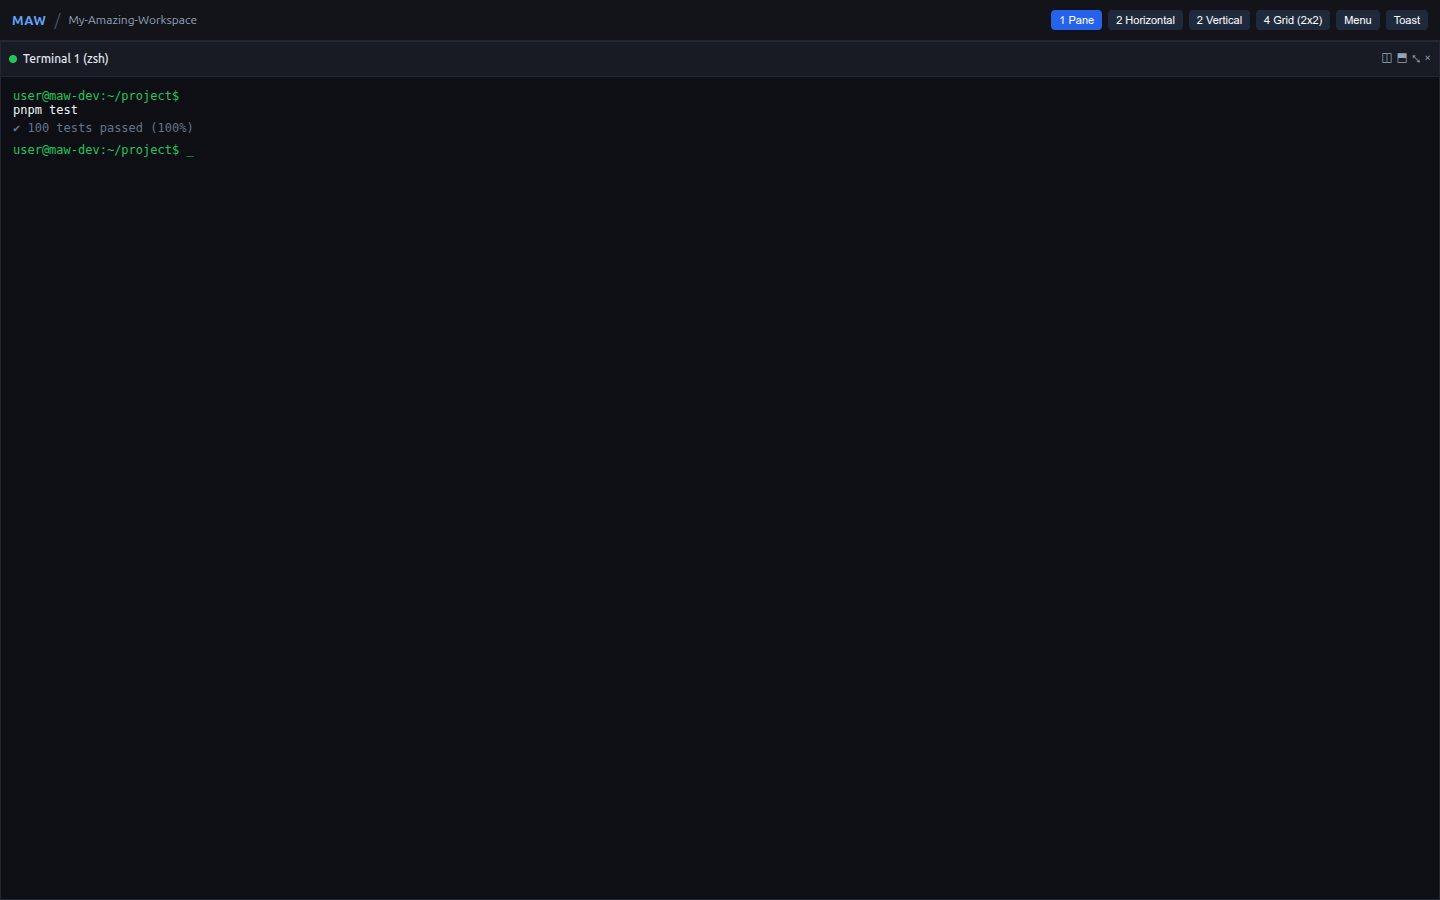 MAW / My-Amazing-Workspace
1 Pane
2 Horizontal
2 Vertical
4 Grid (2x2)
Menu
Toast
Terminal 1 (zsh)
user@maw-dev:~/project$
pnpm test
✔ 100 tests passed (100%)
user@maw-dev:~/project$ _